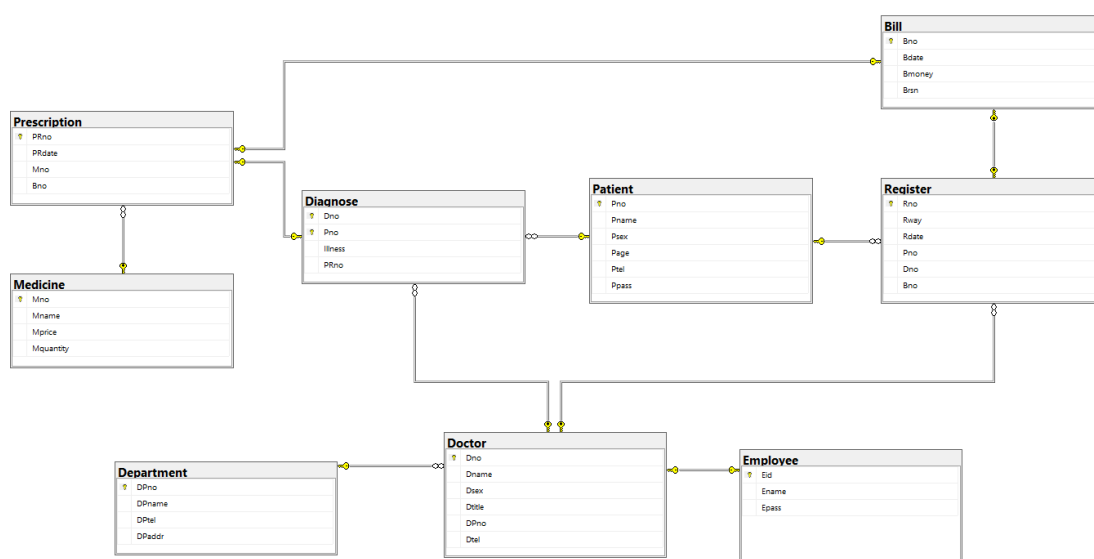 Bill
Bno
Bdate
Bmoney
Brsn
Prescription
PRno
PRdate
Mno
Bno
Diagnose
Dno
Pno
Illness
PRno
Patient
Pno
Pname
Psex
Page
Ptel
Ppass
Register
Rno
Rway
Rdate
Pno
Dno
Bno
Medicine
Mno
Mname
Mprice
Mquantity
Department
DPno
DPname
DPtel
DPaddr
Doctor
Dno
Dname
Dsex
Dtitle
DPno
Dtel
Employee
Eid
Ename
Epass